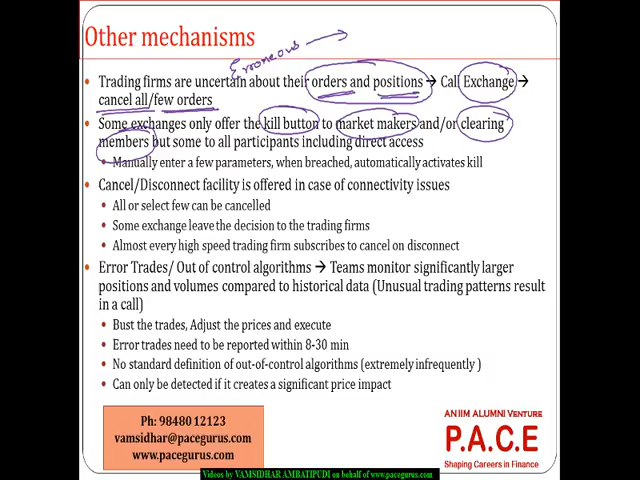 Other mechanisms
Erroneous
• Trading firms are uncertain about their orders and positions → Call Exchange →
cancel all/few orders
• Some exchanges only offer the kill button to market makers and/or clearing
members but some to all participants including direct access
• Manually enter a few parameters, when breached, automatically activates kill
• Cancel/Disconnect facility is offered in case of connectivity issues
• All or select few can be cancelled
• Some exchange leave the decision to the trading firms
• Almost every high speed trading firm subscribes to cancel on disconnect
• Error Trades/ Out of control algorithms → Teams monitor significantly larger
positions and volumes compared to historical data (Unusual trading patterns result
in a call)
• Bust the trades, Adjust the prices and execute
• Error trades need to be reported within 8-30 min
• No standard definition of out-of-control algorithms (extremely infrequently )
• Can only be detected if it creates a significant price impact
Ph: 98480 12123
vamsidhar@pacegurus.com
www.pacegurus.com
AN IIM ALUMNI VENTURE
P.A.C.E
Shaping Careers in Finance
Videos by VAMSIDHAR AMBATIPUDI on behalf of www.pacegurus.com